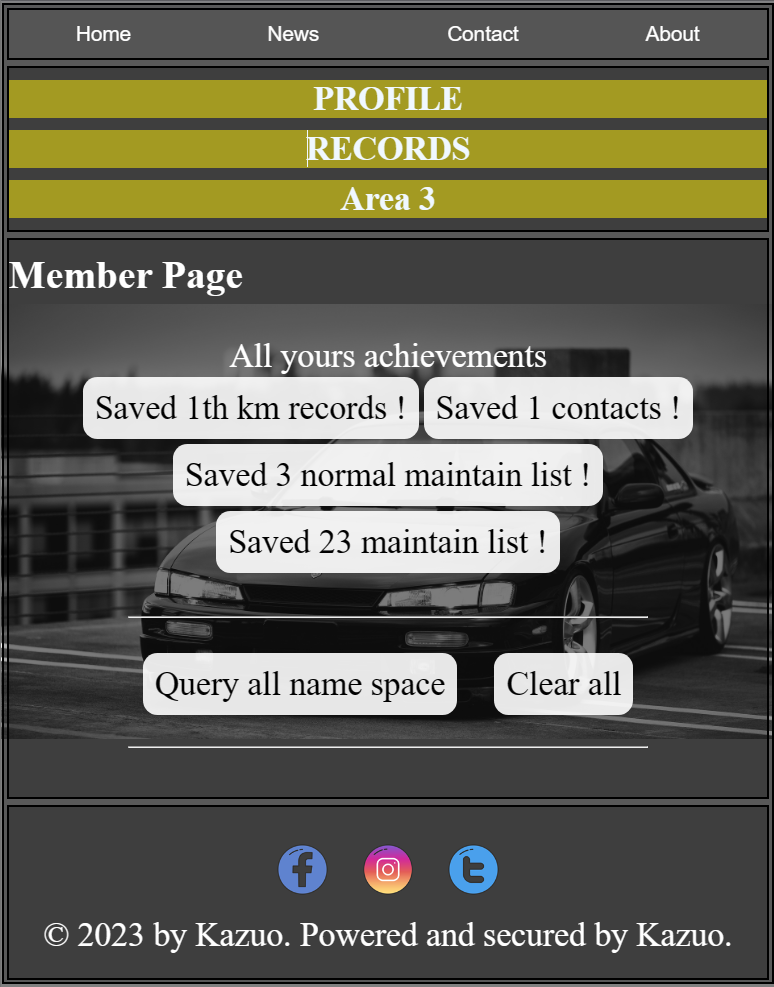 Home News Contact About
PROFILE
RECORDS
Area 3
Member Page
All yours achievements
Saved 1th km records ! Saved 1 contacts !
Saved 3 normal maintain list !
Saved 23 maintain list !
Query all name space Clear all
© 2023 by Kazuo. Powered and secured by Kazuo.